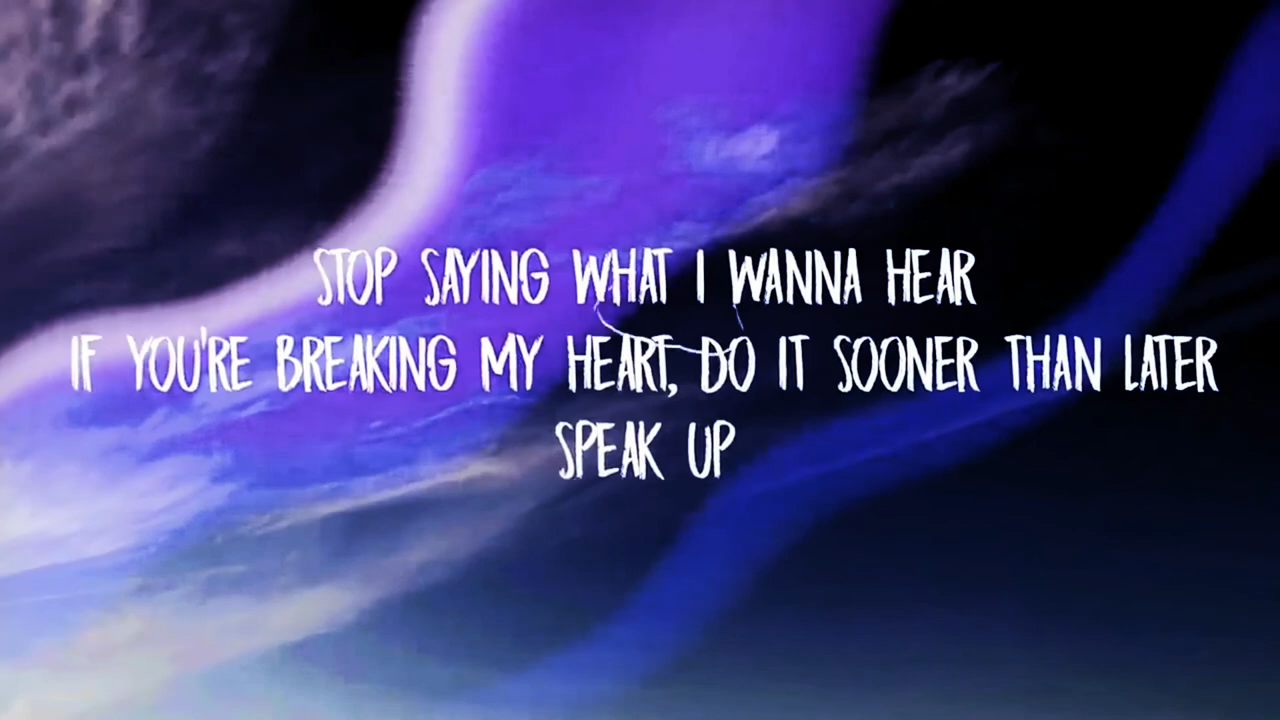 STOP SAYING WHAT I WANNA HEAR
IF YOU'RE BREAKING MY HEART, DO IT SOONER THAN LATER
SPEAK UP